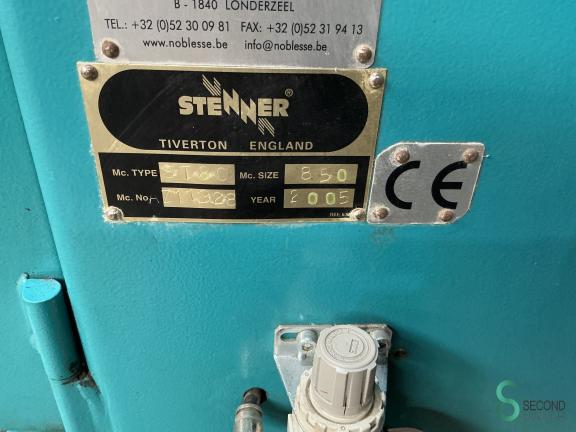 B - 1840 LONDERZEEL
TEL.: +32 (0)52 30 09 81 FAX: +32 (0)52 31 94 13
www.noblesse.be info@noblesse.be
STENNER ®
TIVERTON ENGLAND
Mc. TYPE Mc. SIZE 850
Mc. No. YEAR 2005
CE
S SECOND